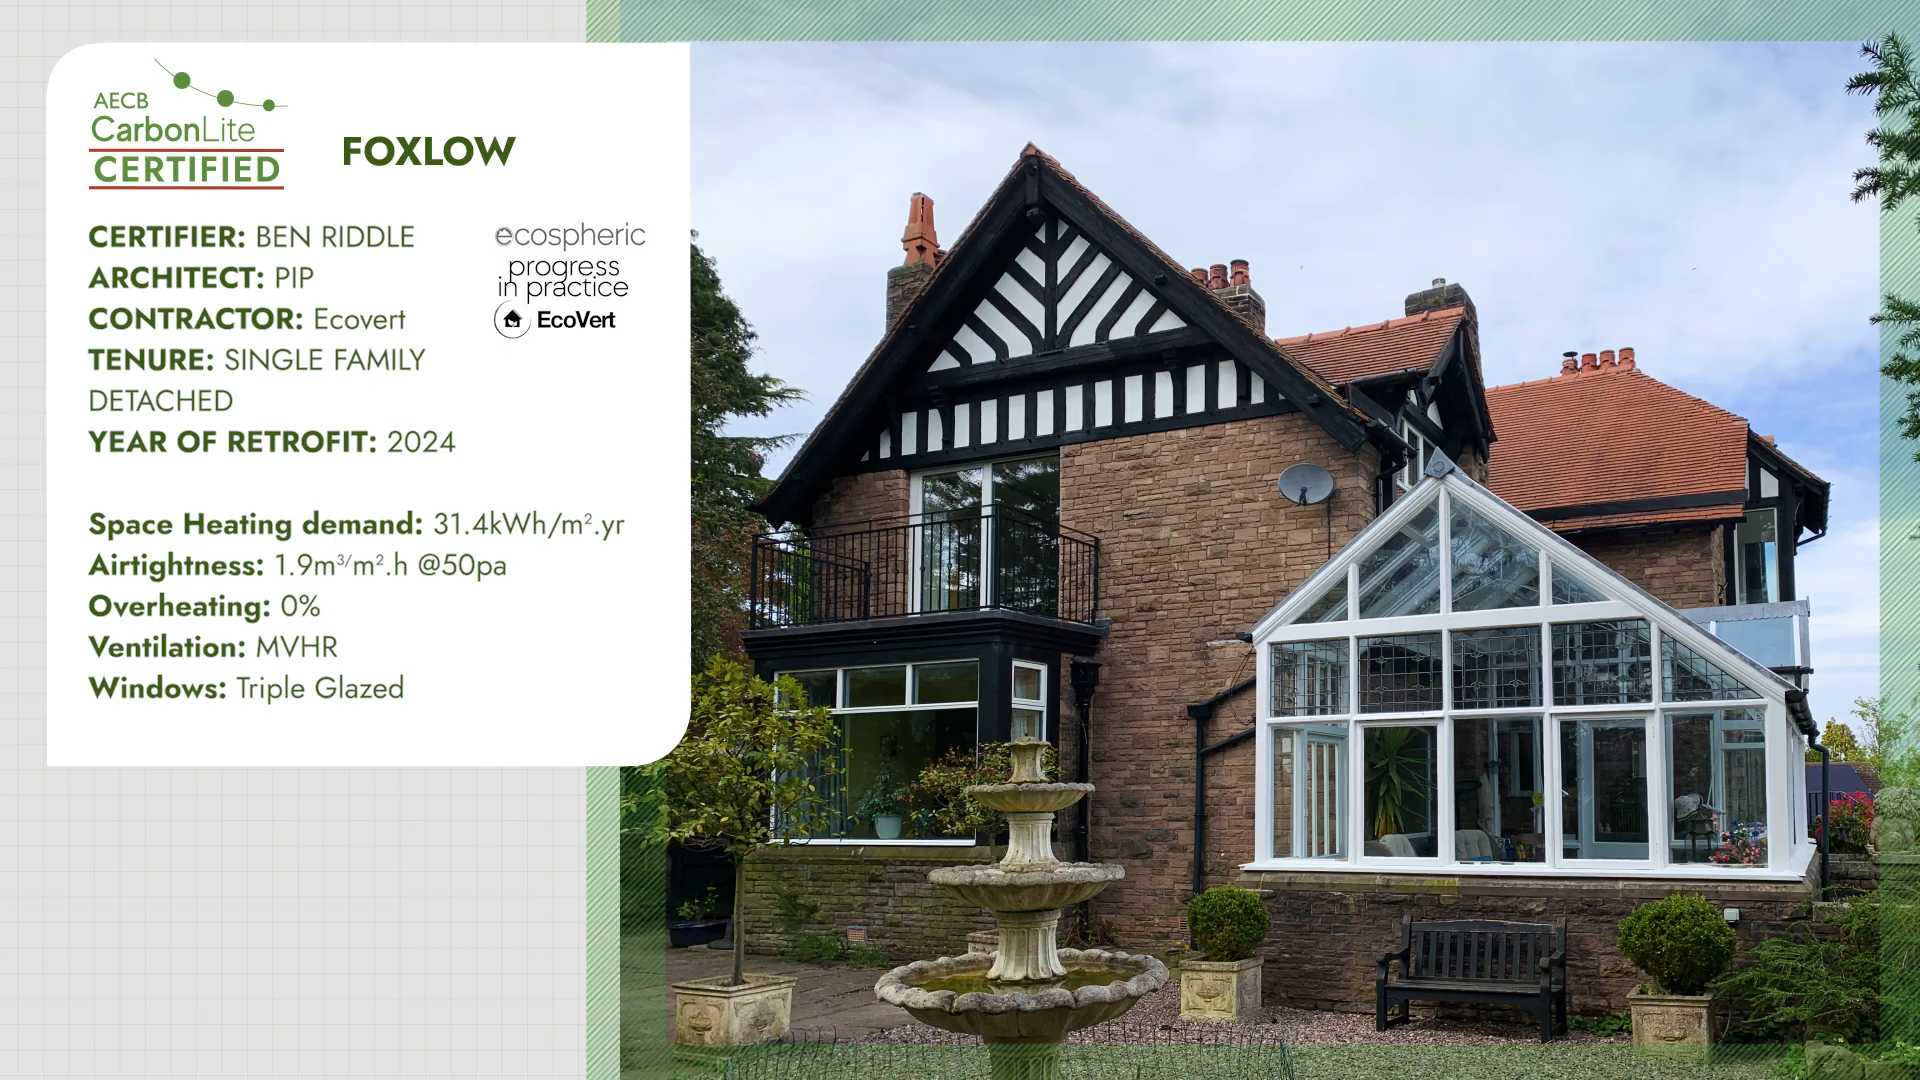 AECB
CarbonLite
CERTIFIED
FOXLOW
CERTIFIER: BEN RIDDLE
ARCHITECT: PIP
CONTRACTOR: Ecovert
TENURE: SINGLE FAMILY
DETACHED
YEAR OF RETROFIT: 2024
ecospheric
progress
in practice
EcoVert
Space Heating demand: 31.4kWh/m².yr
Airtightness: 1.9m³/m².h @50pa
Overheating: 0%
Ventilation: MVHR
Windows: Triple Glazed